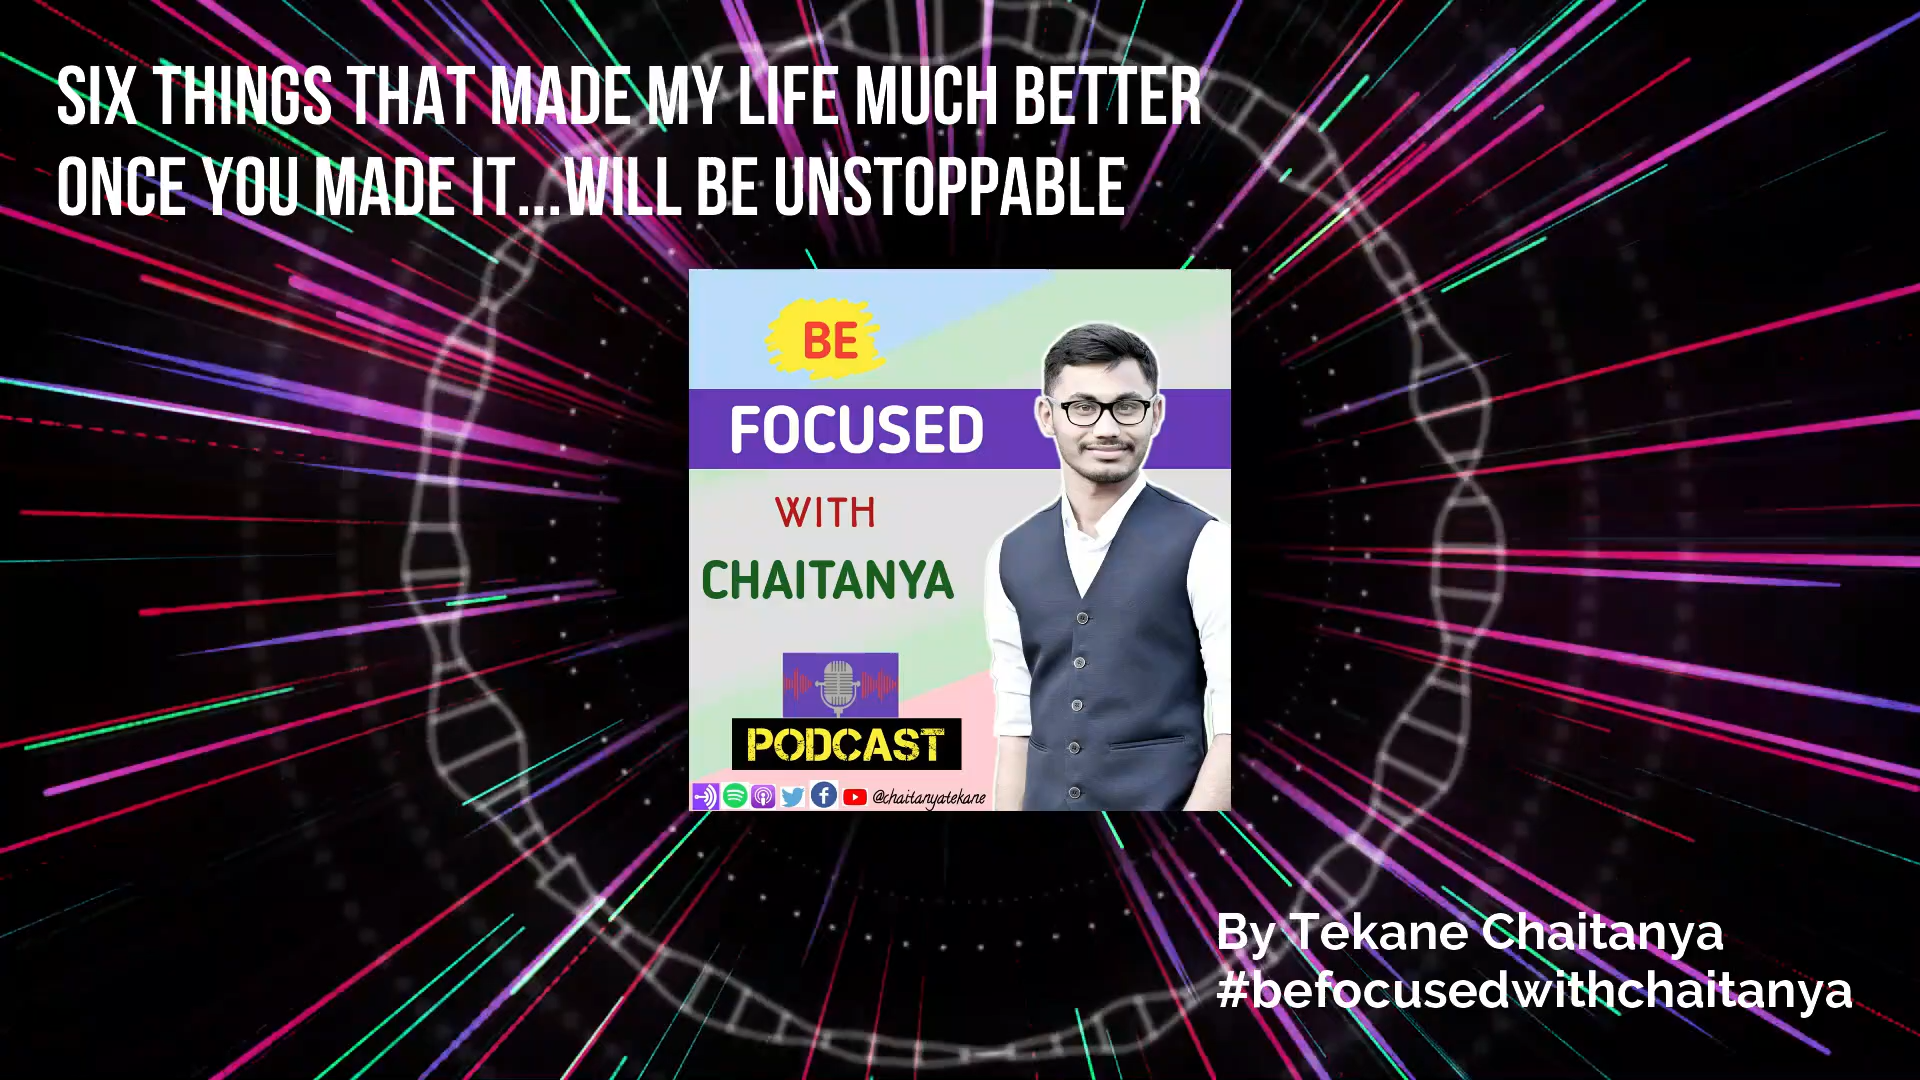 SIX THINGS THAT MADE MY LIFE MUCH BETTER
ONCE YOU MADE IT...WILL BE UNSTOPPABLE
BE
FOCUSED
WITH
CHAITANYA
PODCAST
@chaitanyatekane
By Tekane Chaitanya
#befocusedwithchaitanya